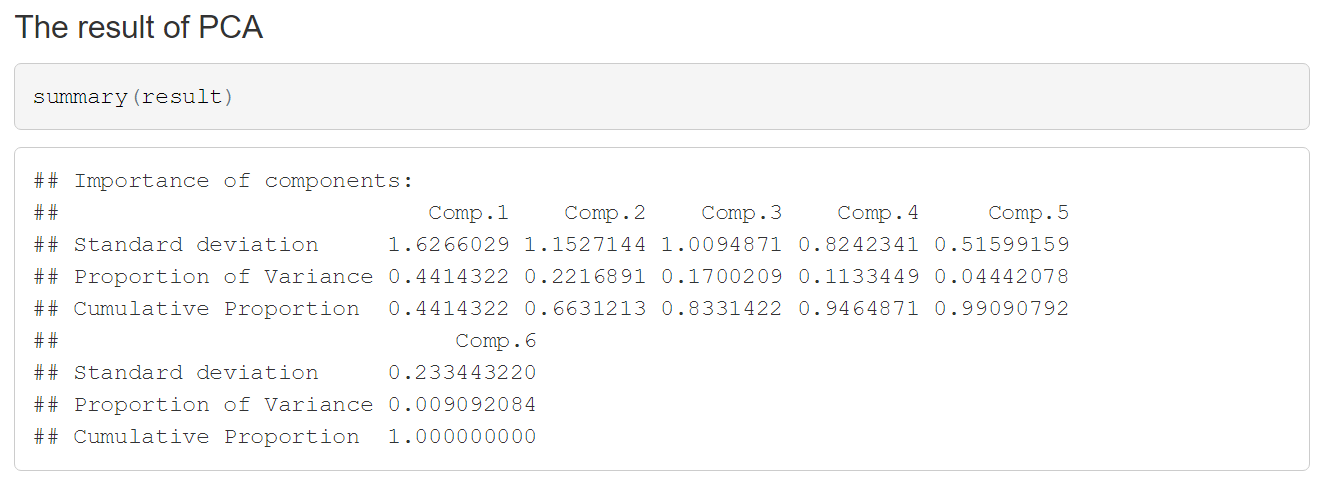 The result of PCA
summary(result)
## Importance of components:
##                           Comp.1    Comp.2    Comp.3    Comp.4     Comp.5
## Standard deviation     1.6266029 1.1527144 1.0094871 0.8242341 0.51599159
## Proportion of Variance 0.4414322 0.2216891 0.1700209 0.1133449 0.04442078
## Cumulative Proportion  0.4414322 0.6631213 0.8331422 0.9464871 0.99090792
##                             Comp.6
## Standard deviation     0.233443220
## Proportion of Variance 0.009092084
## Cumulative Proportion  1.000000000